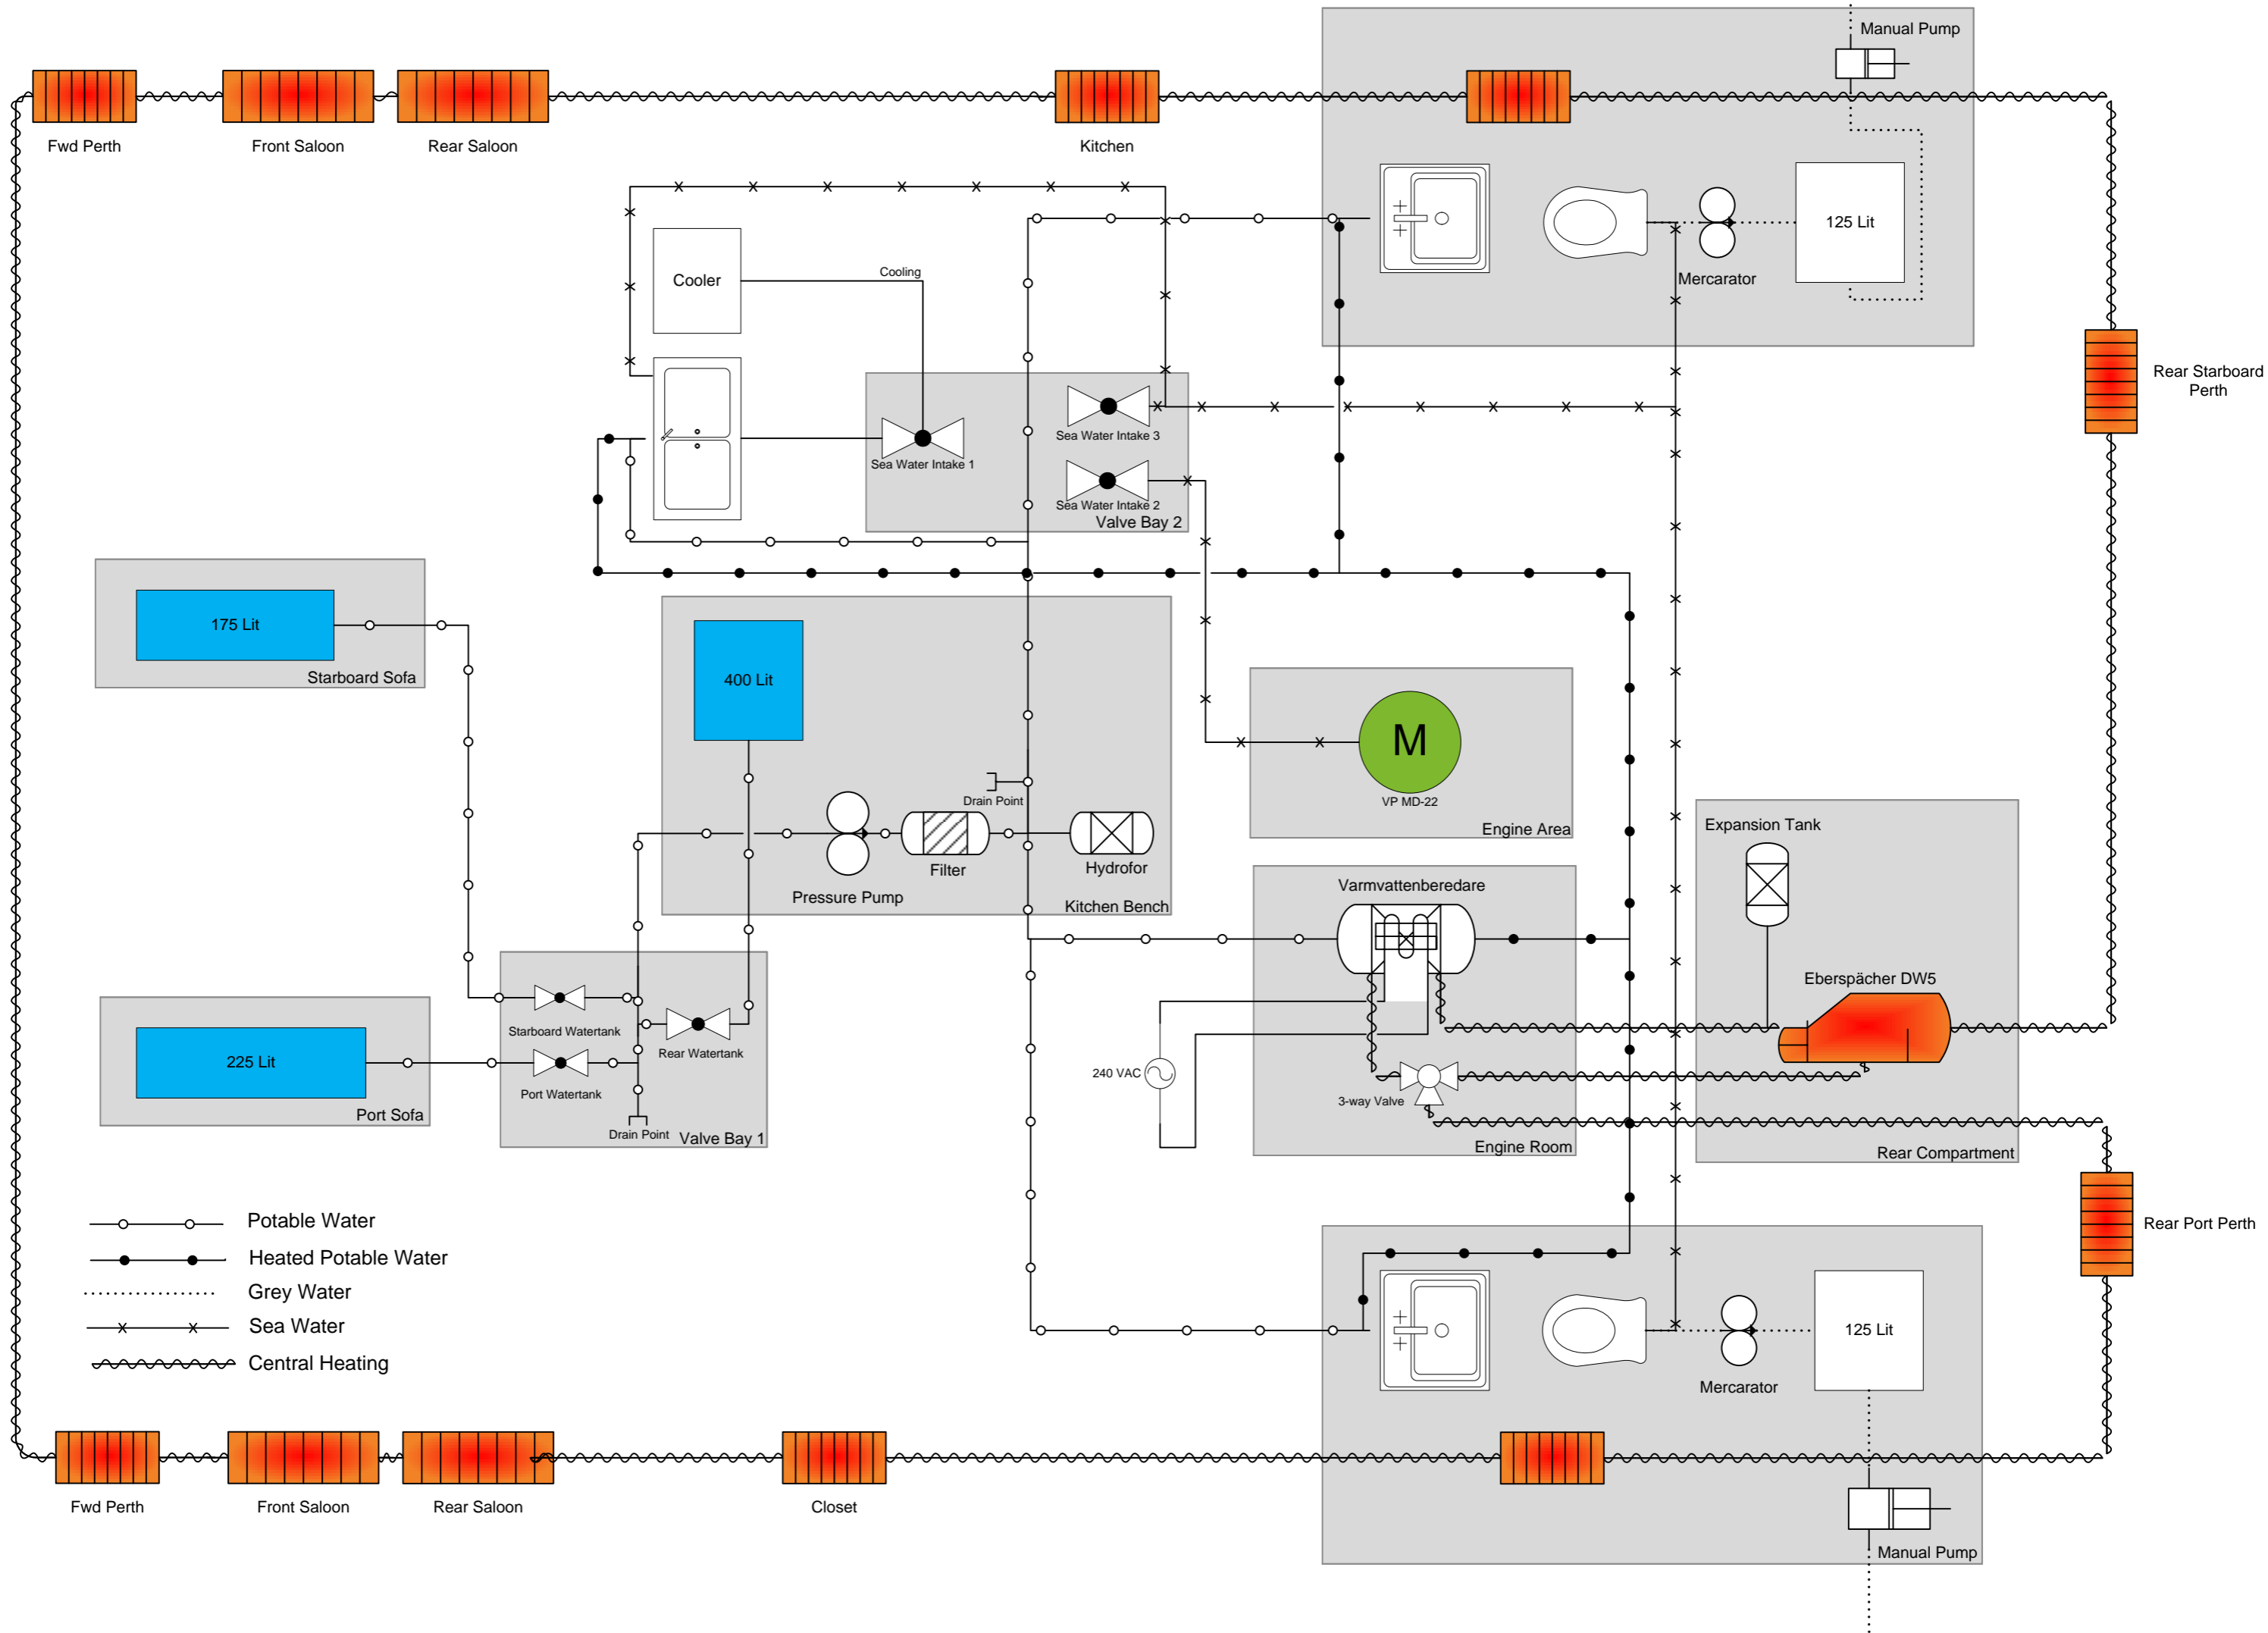 Manual Pump
Fwd Perth
Front Saloon
Rear Saloon
Kitchen
Cooler
Cooling
125 Lit
Mercarator
Rear Starboard
Perth
Sea Water Intake 3
Sea Water Intake 1
Sea Water Intake 2
Valve Bay 2
175 Lit
Starboard Sofa
400 Lit
M
VP MD-22
Engine Area
Drain Point
Filter
Hydrofor
Pressure Pump
Kitchen Bench
Expansion Tank
Varmvattenberedare
Eberspächer DW5
Starboard Watertank
Rear Watertank
225 Lit
Port Watertank
Port Sofa
Drain Point
Valve Bay 1
240 VAC
3-way Valve
Engine Room
Rear Compartment
Potable Water
Heated Potable Water
Grey Water
Sea Water
Central Heating
Rear Port Perth
125 Lit
Mercarator
Fwd Perth
Front Saloon
Rear Saloon
Closet
Manual Pump